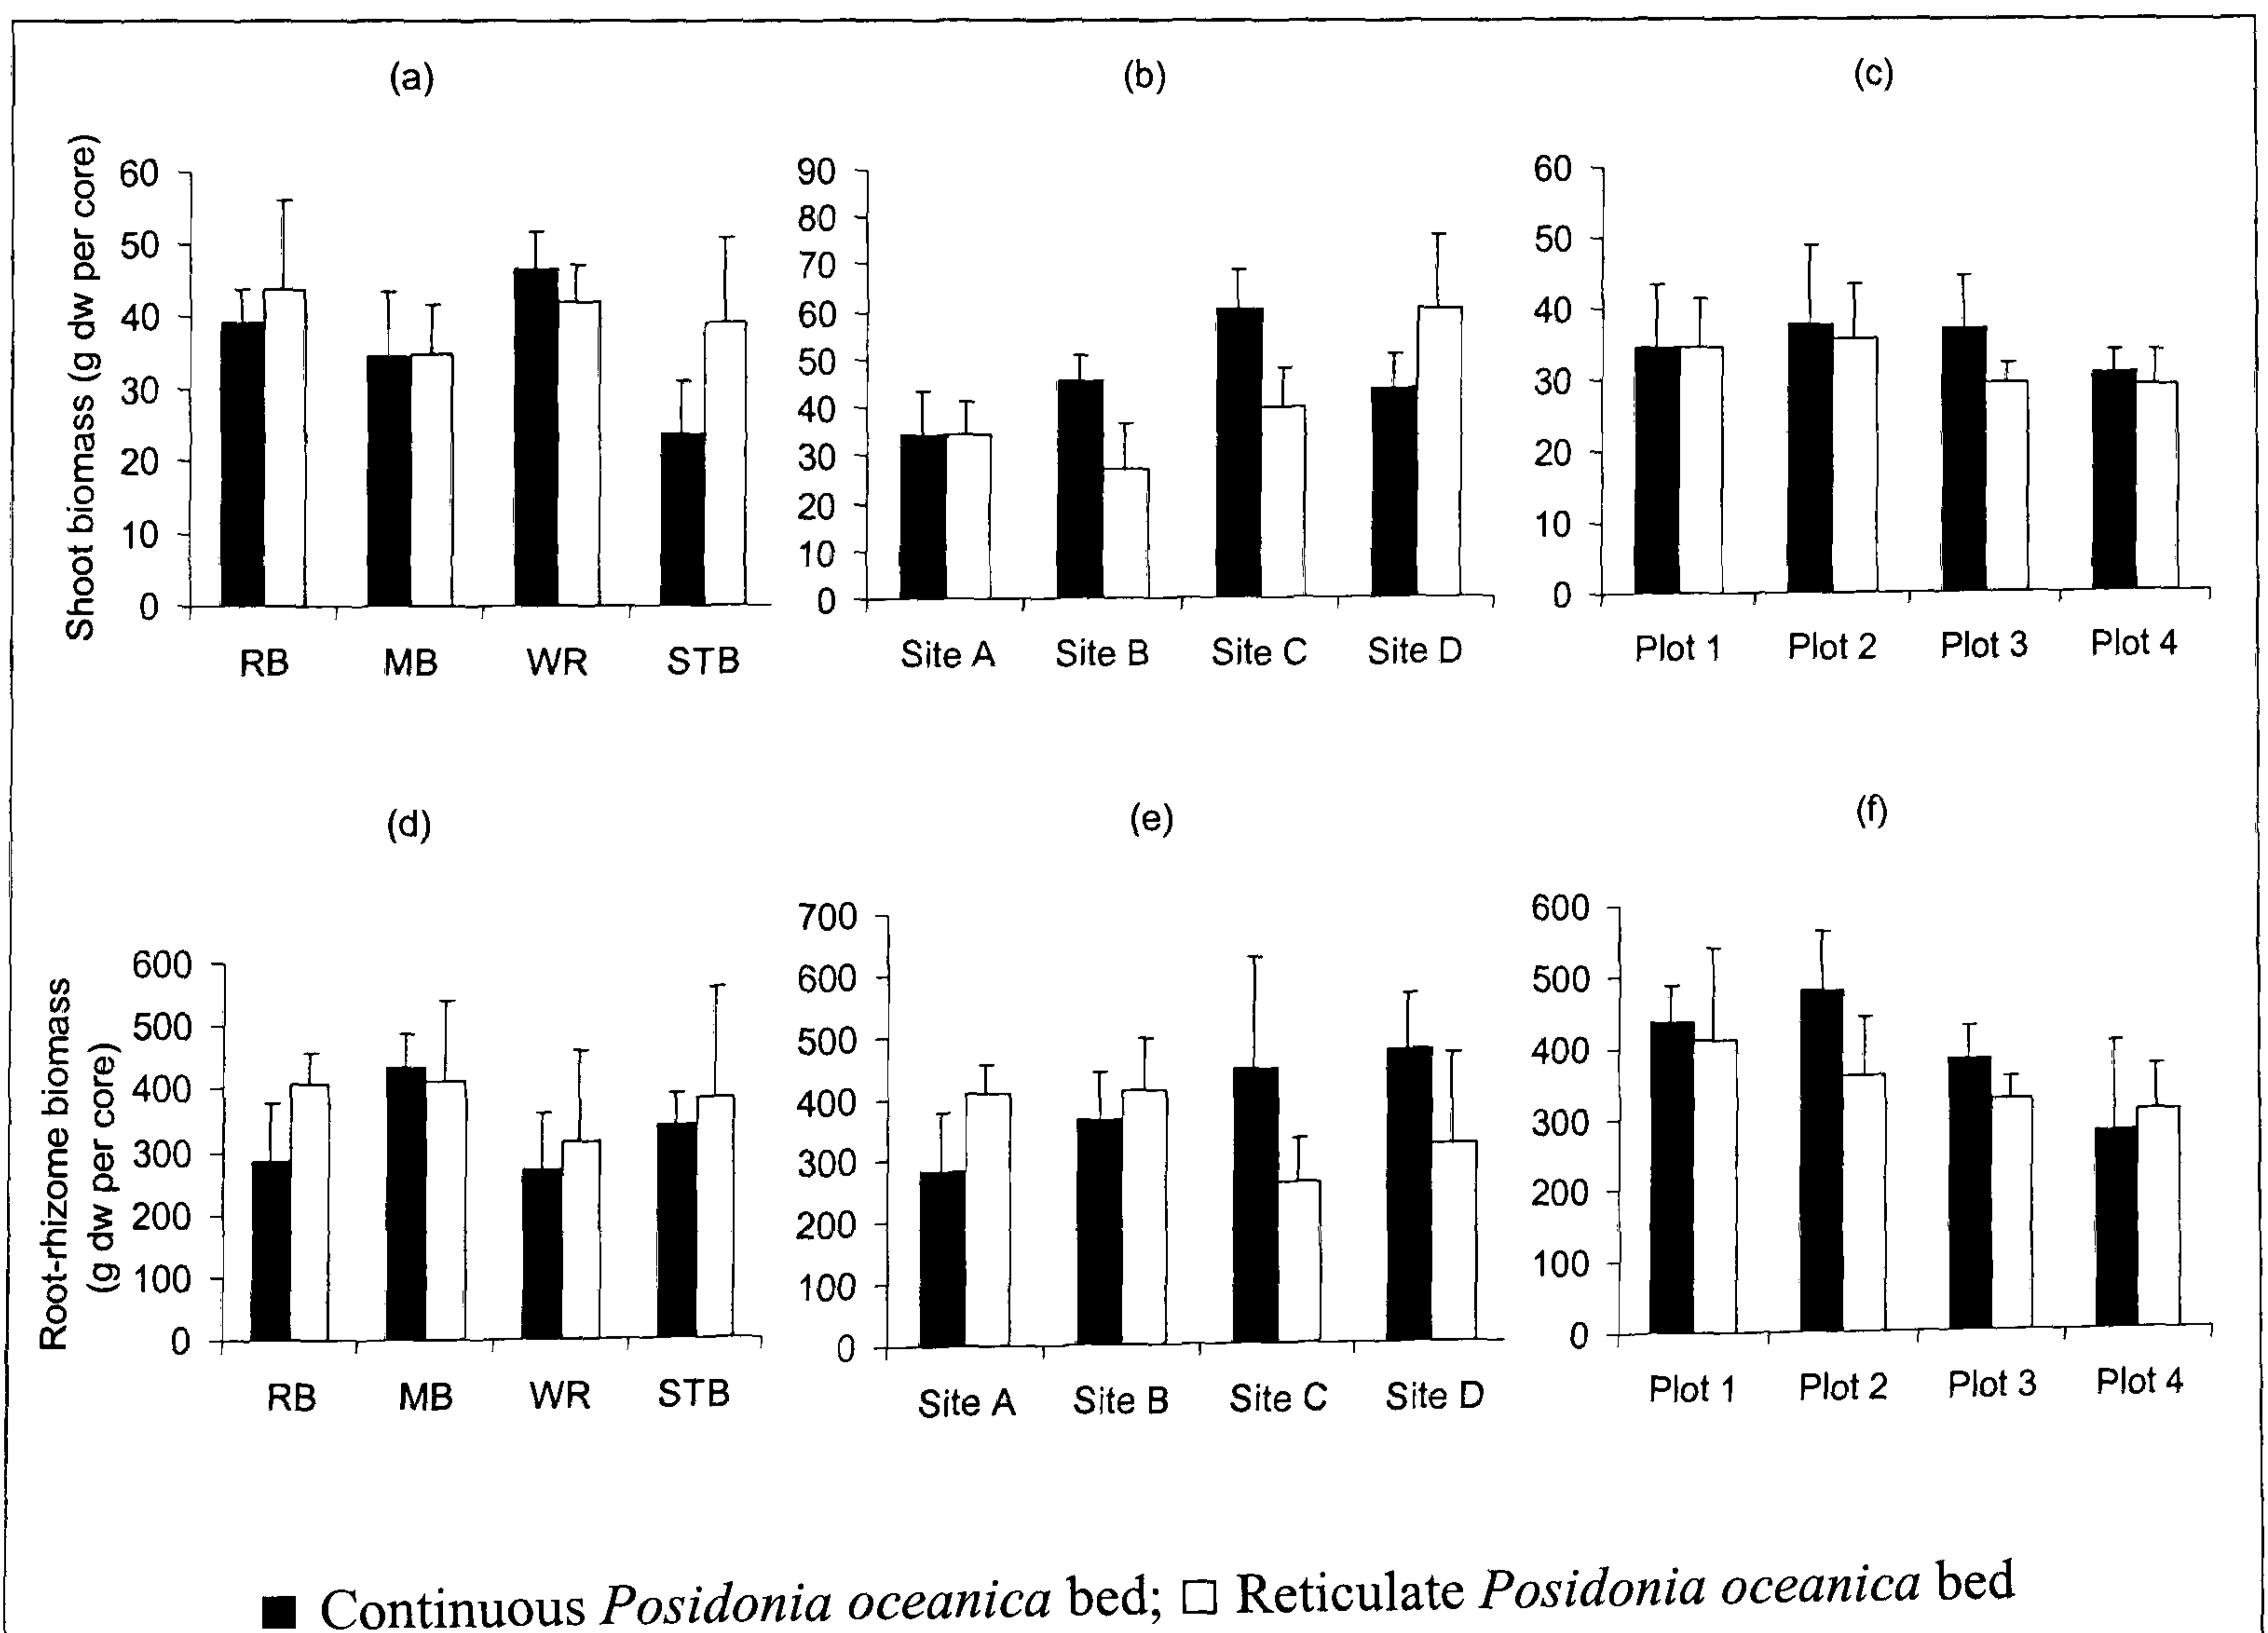 (a)
(b)
(c)
Shoot biomass (g dw per core)
60
50
40
30
20
10
0
RB MB WR STB
90
80
70
60
50
40
30
20
10
0
Site A Site B Site C Site D
60
50
40
30
20
10
0
Plot 1 Plot 2 Plot 3 Plot 4
(d)
(e)
(f)
Root-rhizome biomass
(g dw per core)
600
500
400
300
200
100
0
RB MB WR STB
700
600
500
400
300
200
100
0
Site A Site B Site C Site D
600
500
400
300
200
100
0
Plot 1 Plot 2 Plot 3 Plot 4
■ Continuous Posidonia oceanica bed; □ Reticulate Posidonia oceanica bed